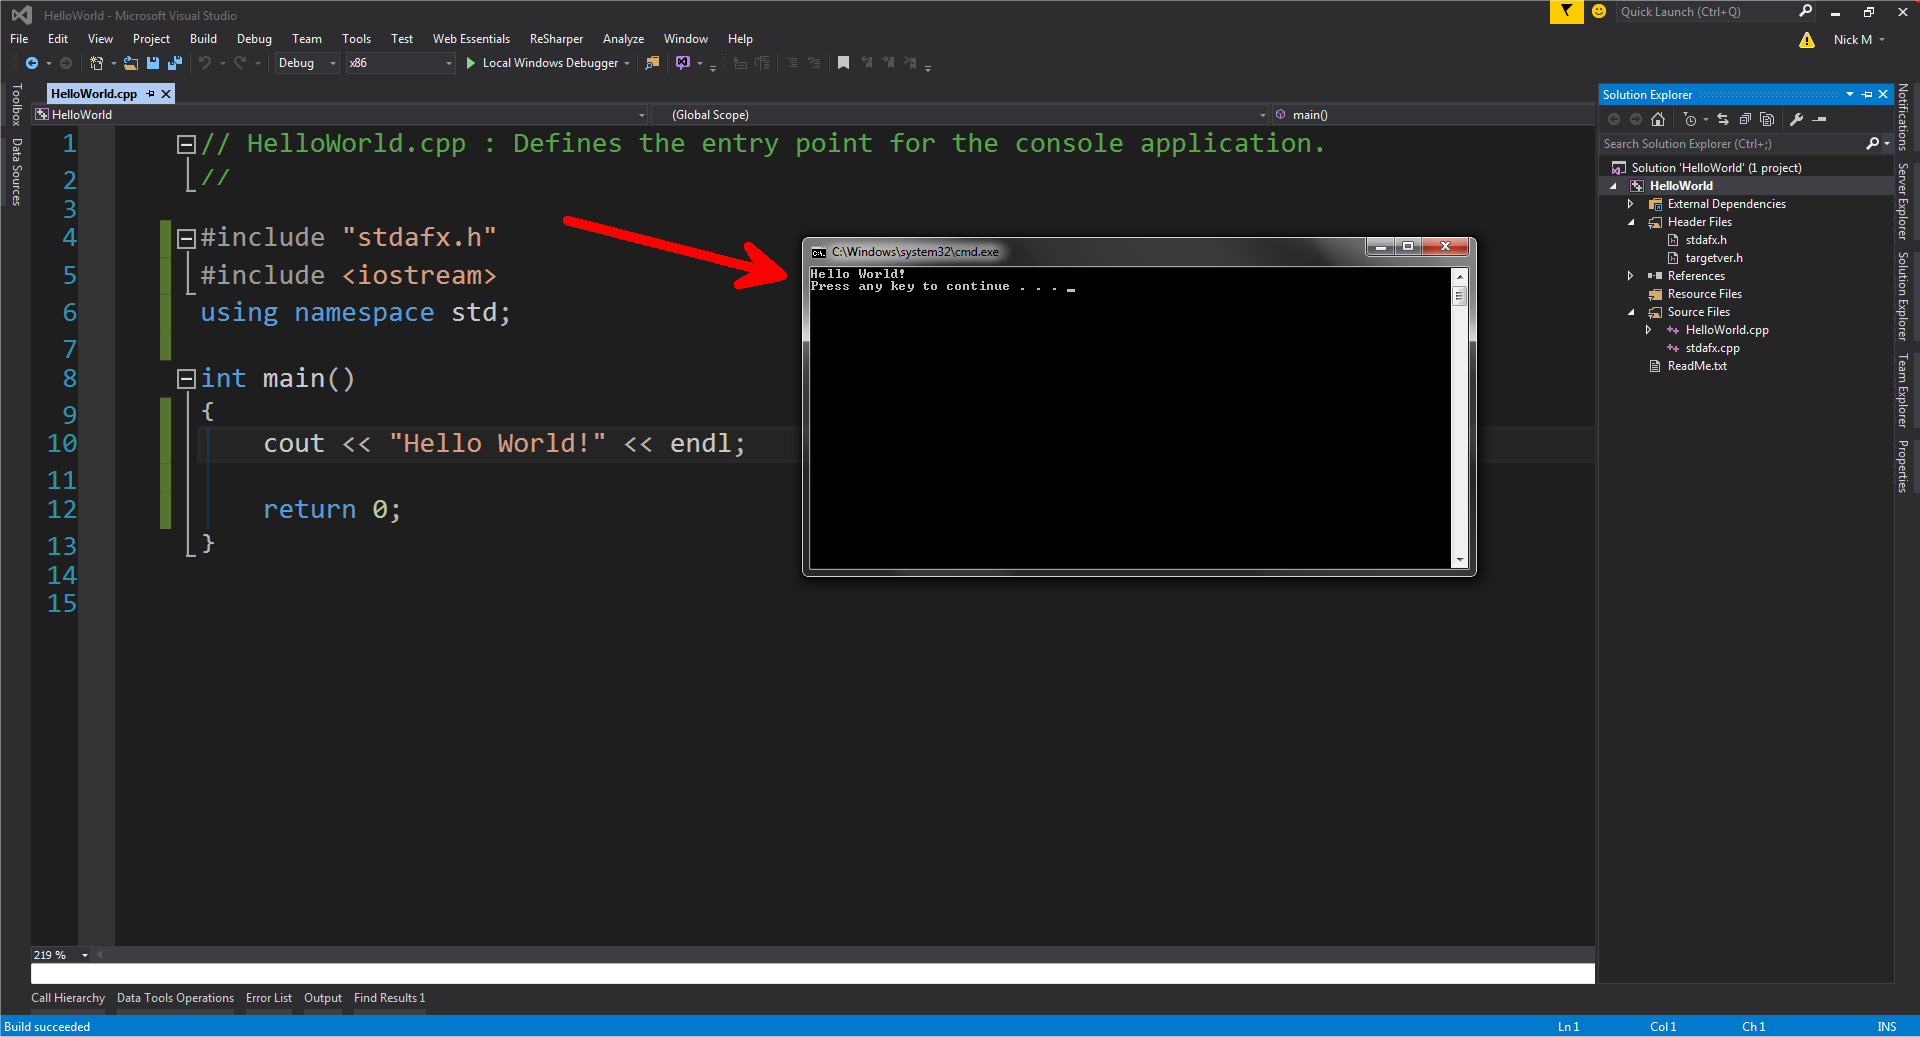 HelloWorld - Microsoft Visual Studio
Quick Launch (Ctrl+Q)
File Edit View Project Build Debug Team Tools Test Web Essentials ReSharper Analyze Window Help
Nick M
Debug x86 Local Windows Debugger
Toolbox
Data Sources
HelloWorld.cpp
HelloWorld (Global Scope) main()
1 // HelloWorld.cpp : Defines the entry point for the console application.
2 //
3
4 #include "stdafx.h"
5 #include <iostream>
6 using namespace std;
7
8 int main()
9 {
10 cout << "Hello World!" << endl;
11
12 return 0;
13 }
14
15
C:\Windows\system32\cmd.exe
Hello World!
Press any key to continue . . . _
Solution Explorer
Search Solution Explorer (Ctrl+;)
Solution 'HelloWorld' (1 project)
HelloWorld
External Dependencies
Header Files
stdafx.h
targetver.h
References
Resource Files
Source Files
HelloWorld.cpp
stdafx.cpp
ReadMe.txt
Notifications
Server Explorer
Solution Explorer
Team Explorer
Properties
219 %
Call Hierarchy Data Tools Operations Error List Output Find Results 1
Build succeeded
Ln 1 Col 1 Ch 1 INS